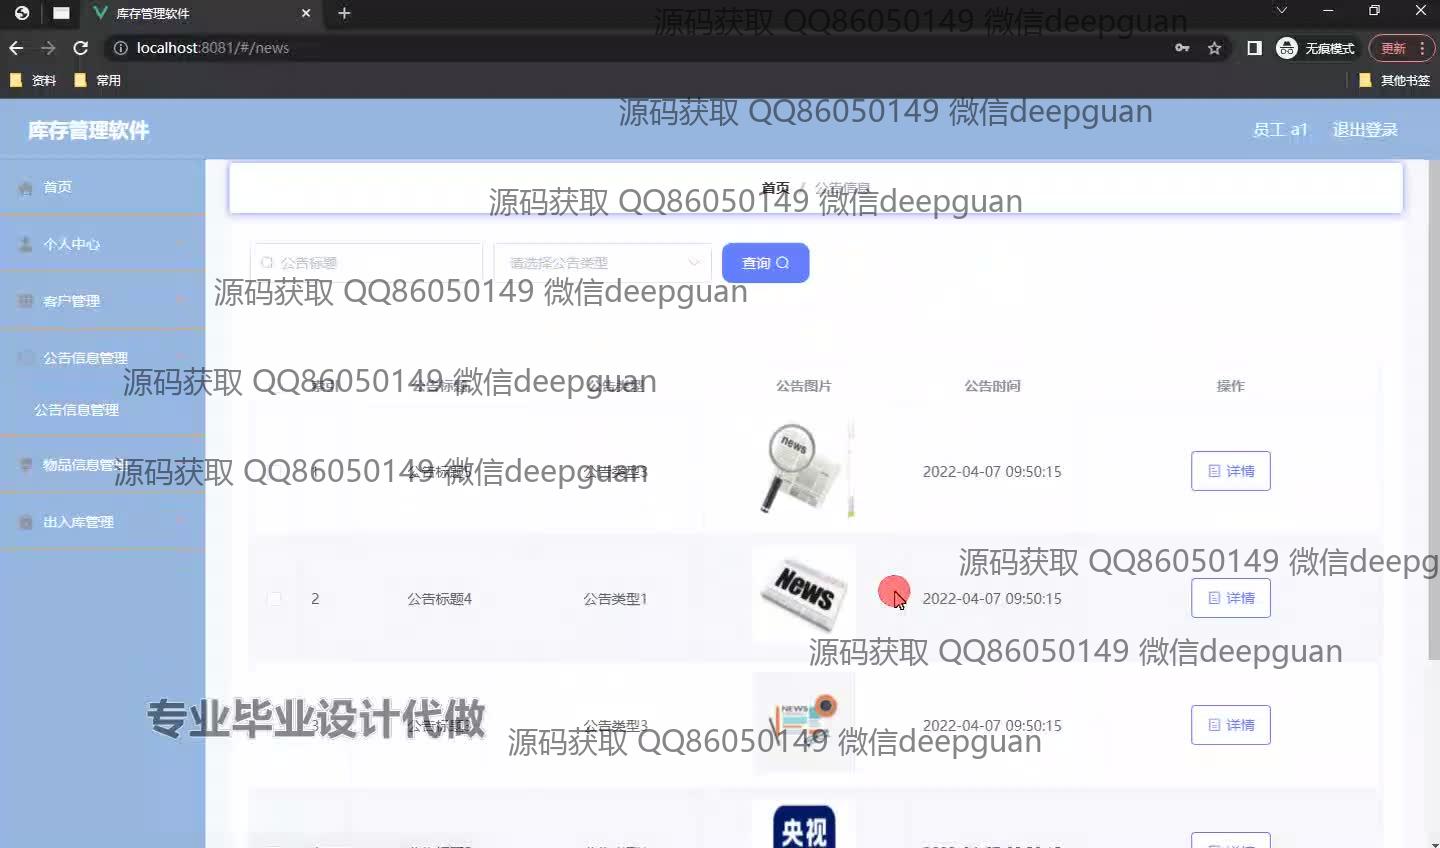 库存管理软件
源码获取 QQ86050149 微信deepguan
localhost:8081/#/news
无痕模式
更新
资料
常用
其他书签
源码获取 QQ86050149 微信deepguan
库存管理软件
员工 a1
退出登录
首页
首页 / 公告信息
源码获取 QQ86050149 微信deepguan
个人中心
公告标题
请选择公告类型
查询
客户管理
源码获取 QQ86050149 微信deepguan
公告信息管理
源码获取 QQ86050149 微信deepguan
索引
公告标题
公告类型
公告图片
公告时间
操作
公告信息管理
物品信息管理
源码获取 QQ86050149 微信deepguan
1
公告标题5
公告类型3
news
2022-04-07 09:50:15
详情
出入库管理
源码获取 QQ86050149 微信deepg
2
公告标题4
公告类型1
News
2022-04-07 09:50:15
详情
源码获取 QQ86050149 微信deepguan
专业毕业设计代做
3
公告标题3
公告类型3
NEWS
2022-04-07 09:50:15
详情
源码获取 QQ86050149 微信deepguan
央视